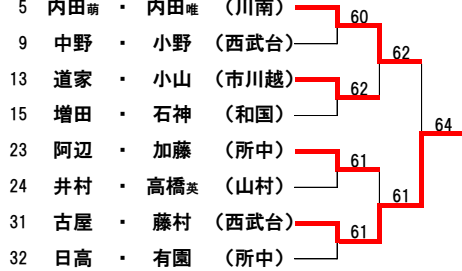 5 内田萌 ・ 内田唯 (川南)
60
9 中野 ・ 小野 (西武台)
62
13 道家 ・ 小山 (市川越)
62
15 増田 ・ 石神 (和国)
64
23 阿辺 ・ 加藤 (所中)
61
24 井村 ・ 高橋英 (山村)
61
31 古屋 ・ 藤村 (西武台)
61
32 日高 ・ 有園 (所中)